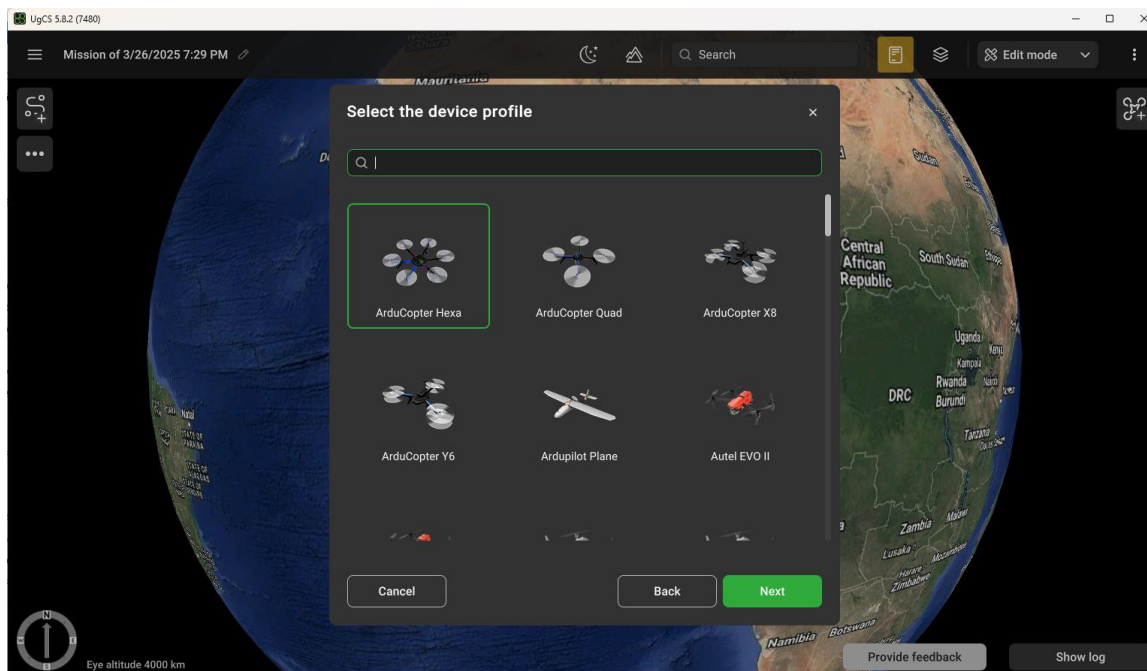 UgCS 5.8.2 (7480)
Mission of 3/26/2025 7:29 PM
Search
Edit mode
Mauritania
Select the device profile
Sudan
Central
African
Republic
South Sudan
ArduCopter Hexa
ArduCopter Quad
ArduCopter X8
Uganda
Kenya
Kampala
Rwanda
DRC
Burundi
Natal
Tanzania
ArduCopter Y6
Ardupilot Plane
Autel EVO II
Zambia
Malawi
Lusaka
Harare
Zimbabwe
Cancel
Back
Next
N
Namibia
Botswana
Eye altitude 4000 km
Provide feedback
Show log